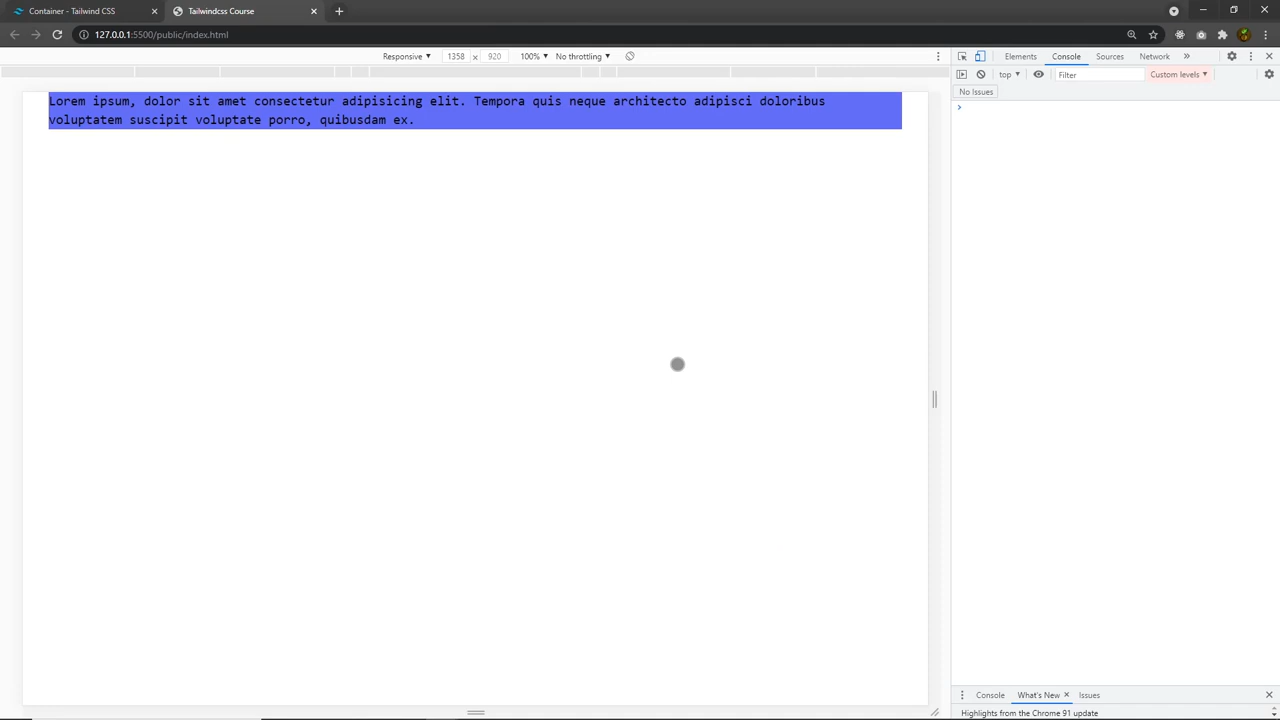 Container - Tailwind CSS
Tailwindcss Course
127.0.0.1:5500/public/index.html
Responsive 1358 x 920 100% No throttling
Elements Console Sources Network
top Filter Custom levels
No Issues
Lorem ipsum, dolor sit amet consectetur adipisicing elit. Tempora quis neque architecto adipisci doloribus
voluptatem suscipit voluptate porro, quibusdam ex.
Console What's New Issues
Highlights from the Chrome 91 update